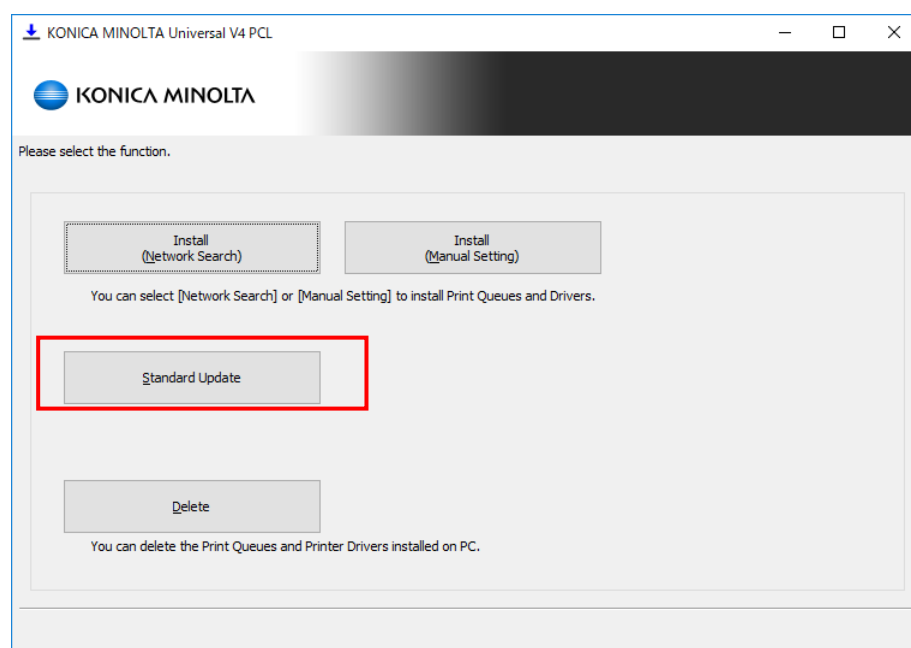 KONICA MINOLTA Universal V4 PCL
KONICA MINOLTA
Please select the function.
Install
(Network Search)
Install
(Manual Setting)
You can select [Network Search] or [Manual Setting] to install Print Queues and Drivers.
Standard Update
Delete
You can delete the Print Queues and Printer Drivers installed on PC.